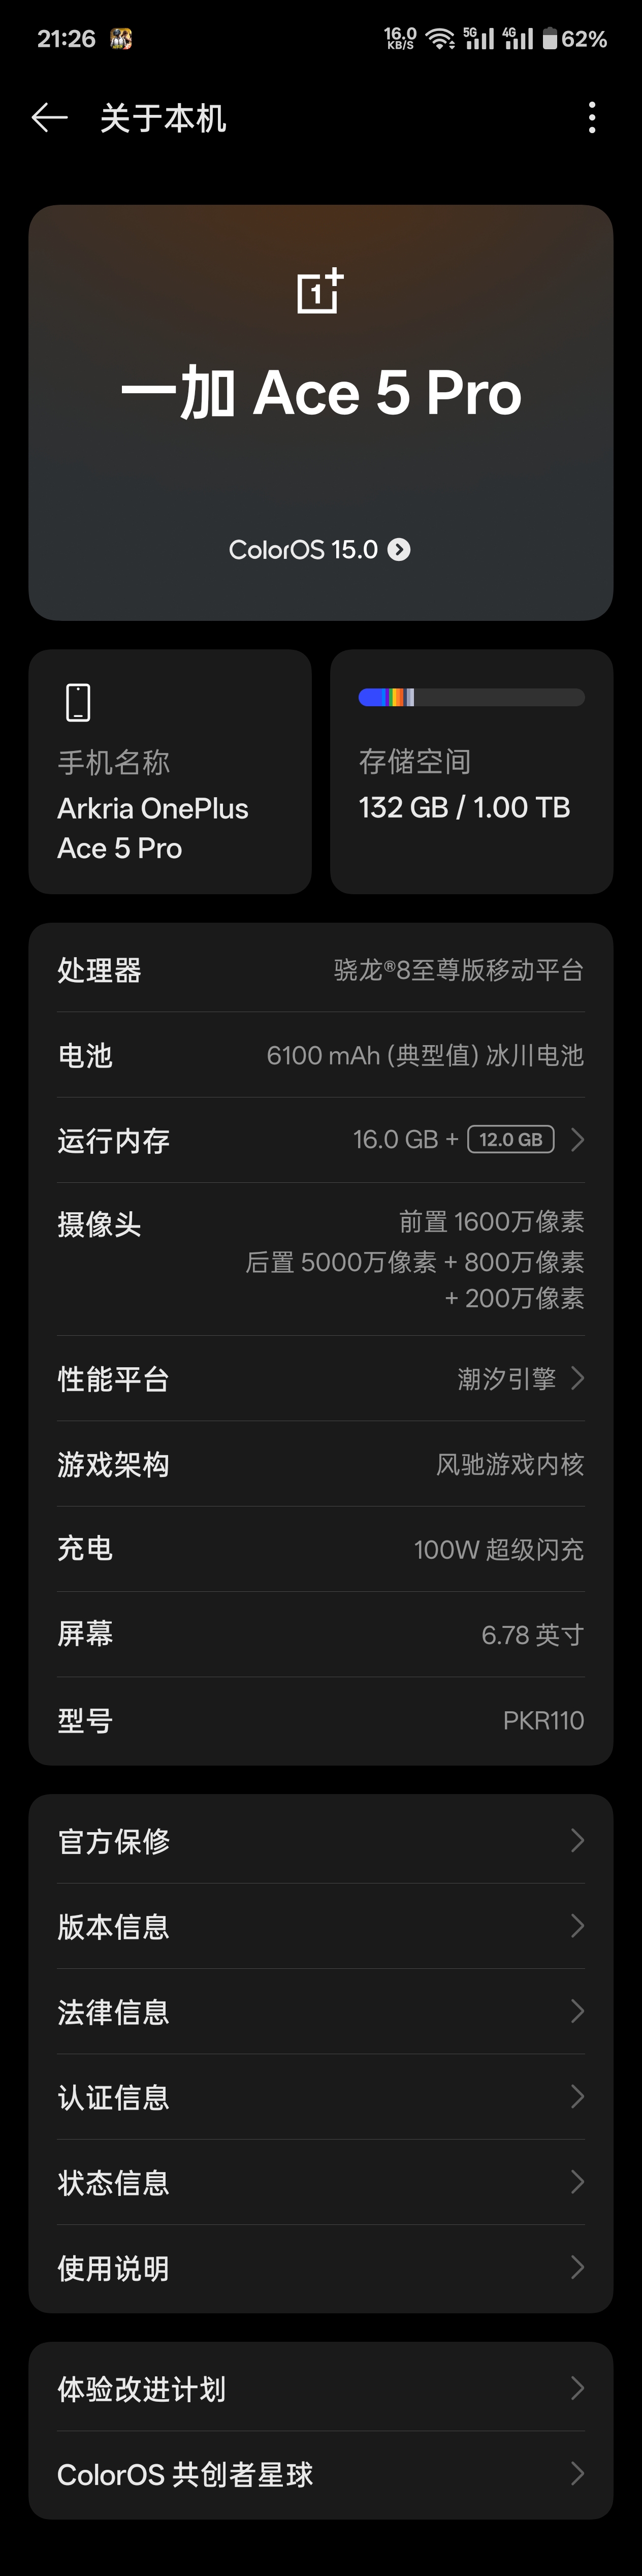 21:26 16.0 KB/S 5G 4G 62%
关于本机
1+
一加 Ace 5 Pro
ColorOS 15.0
手机名称
Arkria OnePlus
Ace 5 Pro
存储空间
132 GB / 1.00 TB
处理器 骁龙®8至尊版移动平台
电池 6100 mAh (典型值) 冰川电池
运行内存 16.0 GB + 12.0 GB
摄像头 前置 1600万像素
后置 5000万像素 + 800万像素
+ 200万像素
性能平台 潮汐引擎
游戏架构 风驰游戏内核
充电 100W 超级闪充
屏幕 6.78 英寸
型号 PKR110
官方保修
版本信息
法律信息
认证信息
状态信息
使用说明
体验改进计划
ColorOS 共创者星球